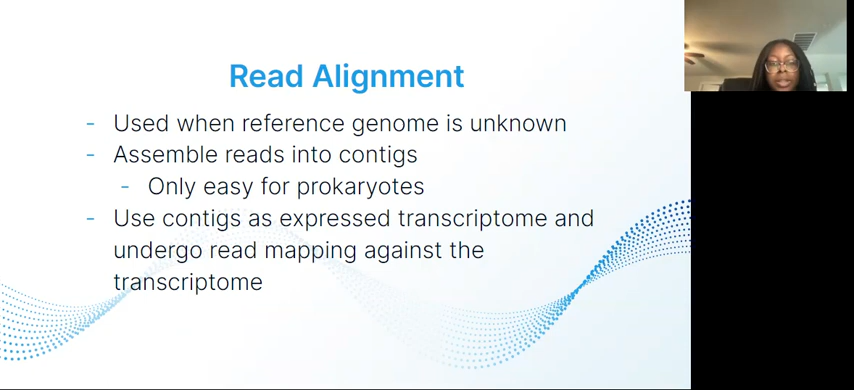 Read Alignment
- Used when reference genome is unknown
- Assemble reads into contigs
- Only easy for prokaryotes
- Use contigs as expressed transcriptome and
undergo read mapping against the
transcriptome